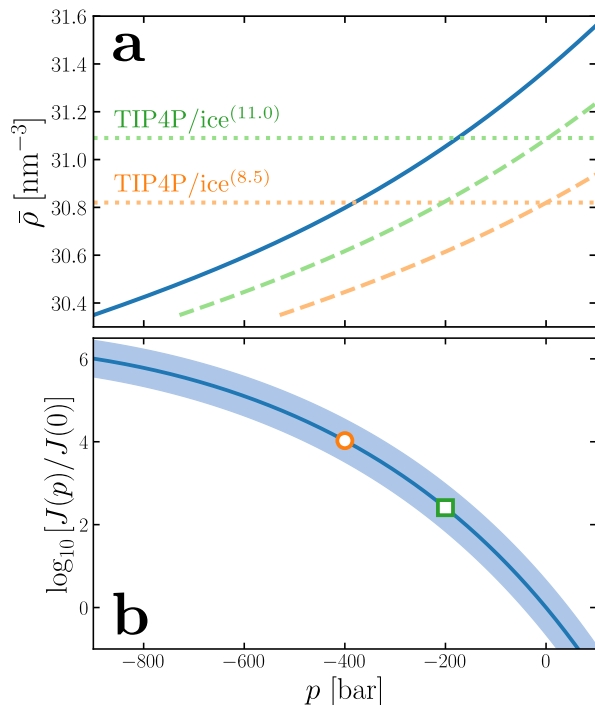 a
31.6
31.4
31.2
31.0
30.8
30.6
30.4
ρ̄ [nm⁻³]
TIP4P/ice⁽¹¹·⁰⁾
TIP4P/ice⁽⁸·⁵⁾
b
6
4
2
0
log₁₀[J(p)/J(0)]
−800
−600
−400
−200
0
p [bar]